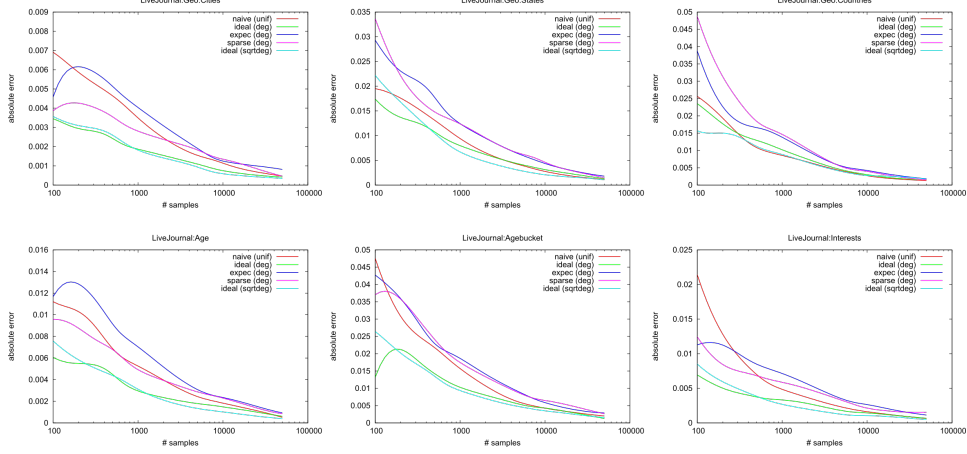 LiveJournal:Geo:Cities
LiveJournal:Geo:States
LiveJournal:Geo:Countries
0.009
0.008
0.007
0.006
0.005
0.004
0.003
0.002
0.001
0
absolute error
naive (unif)
ideal (deg)
expec (deg)
sparse (deg)
ideal (sqrtdeg)
100
1000
10000
100000
# samples
0.035
0.03
0.025
0.02
0.015
0.01
0.005
0
absolute error
naive (unif)
ideal (deg)
expec (deg)
sparse (deg)
ideal (sqrtdeg)
100
1000
10000
100000
# samples
0.05
0.045
0.04
0.035
0.03
0.025
0.02
0.015
0.01
0.005
0
absolute error
naive (unif)
ideal (deg)
expec (deg)
sparse (deg)
ideal (sqrtdeg)
100
1000
10000
100000
# samples
LiveJournal:Age
0.016
0.014
0.012
0.01
0.008
0.006
0.004
0.002
0
absolute error
naive (unif)
ideal (deg)
expec (deg)
sparse (deg)
ideal (sqrtdeg)
100
1000
10000
100000
# samples
LiveJournal:Agebucket
0.05
0.045
0.04
0.035
0.03
0.025
0.02
0.015
0.01
0.005
0
absolute error
naive (unif)
ideal (deg)
expec (deg)
sparse (deg)
ideal (sqrtdeg)
100
1000
10000
100000
# samples
LiveJournal:Interests
0.025
0.02
0.015
0.01
0.005
0
absolute error
naive (unif)
ideal (deg)
expec (deg)
sparse (deg)
ideal (sqrtdeg)
100
1000
10000
100000
# samples